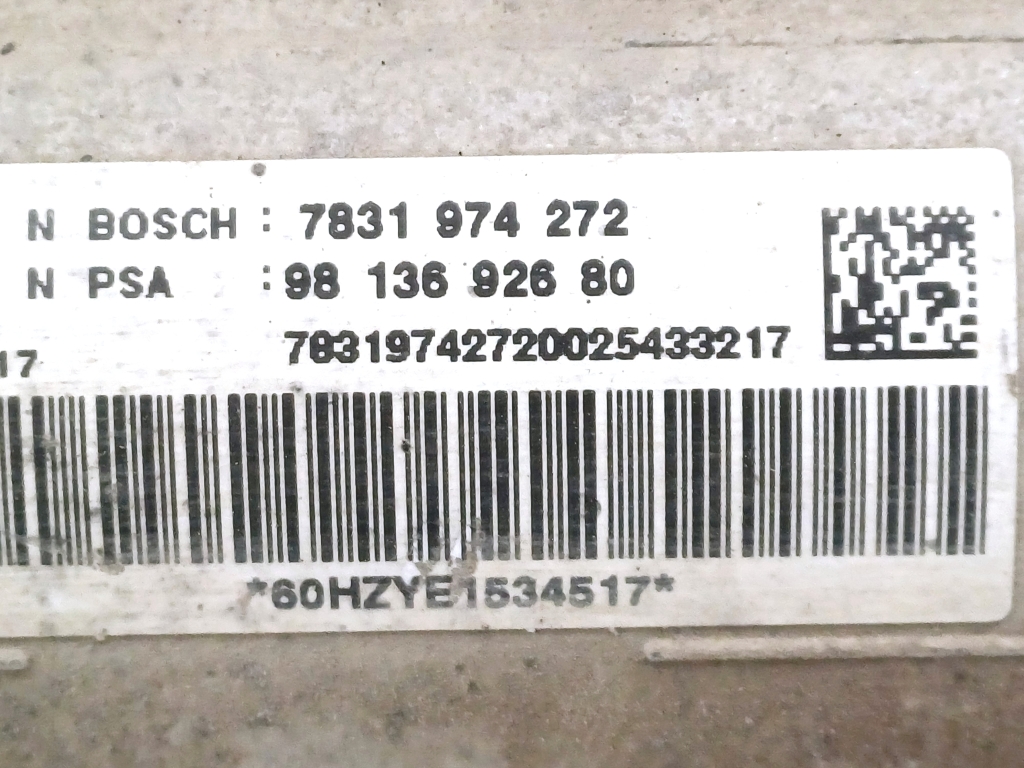 N BOSCH : 7831 974 272
N PSA : 98 136 926 80
78319742720025433217
17
*60HZYE1534517*